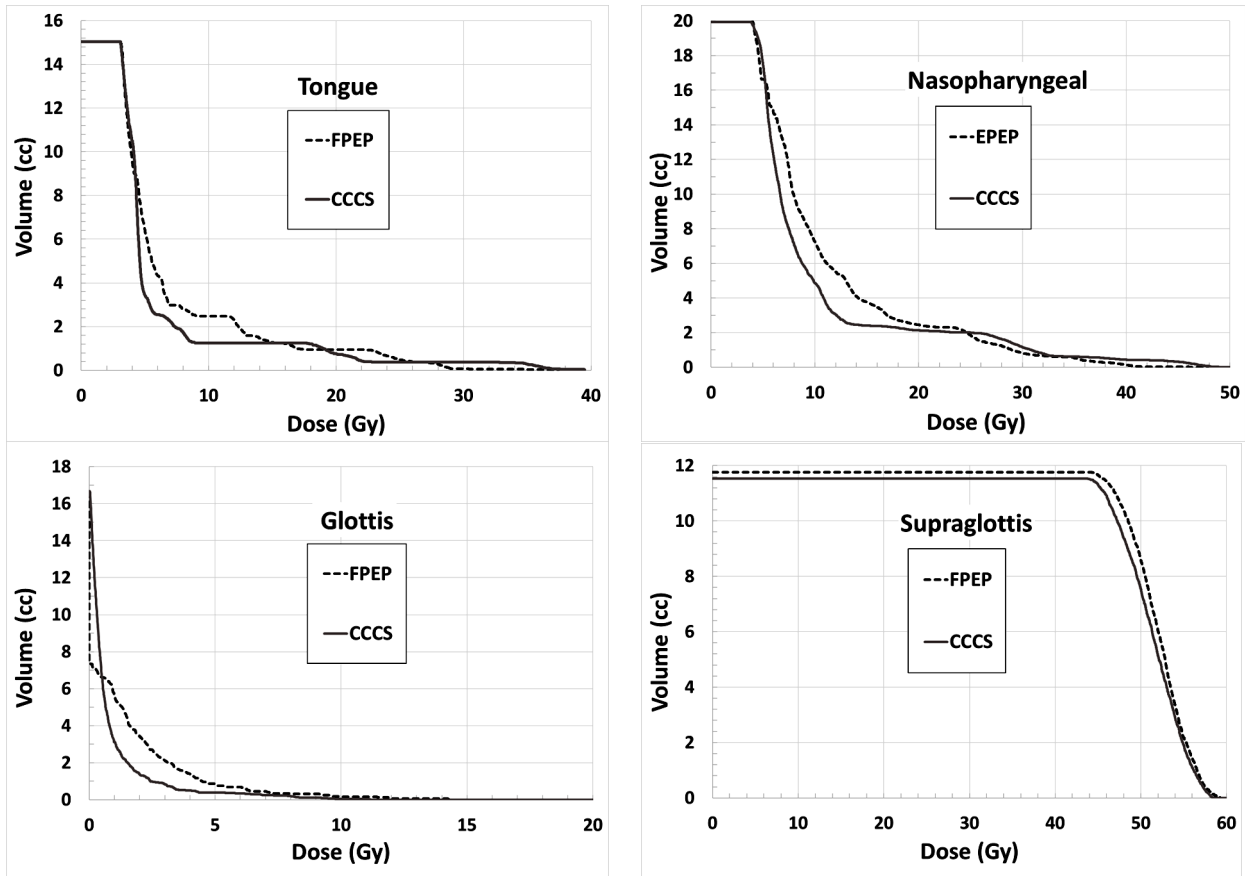 Tongue
FPEP
CCCS
Volume (cc)
16
14
12
10
8
6
4
2
0
0 10 20 30 40
Dose (Gy)
Nasopharyngeal
EPEP
CCCS
Volume (cc)
20
18
16
14
12
10
8
6
4
2
0
0 10 20 30 40 50
Dose (Gy)
Glottis
FPEP
CCCS
Volume (cc)
18
16
14
12
10
8
6
4
2
0
0 5 10 15 20
Dose (Gy)
Supraglottis
FPEP
CCCS
Volume (cc)
12
10
8
6
4
2
0
0 10 20 30 40 50 60
Dose (Gy)